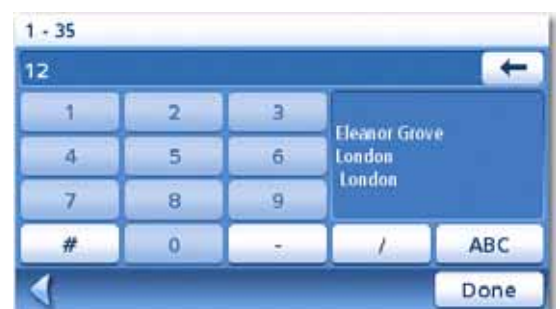 1 - 35
12
1 2 3
4 5 6
7 8 9
Eleanor Grove
London
London
# 0 - / ABC
Done